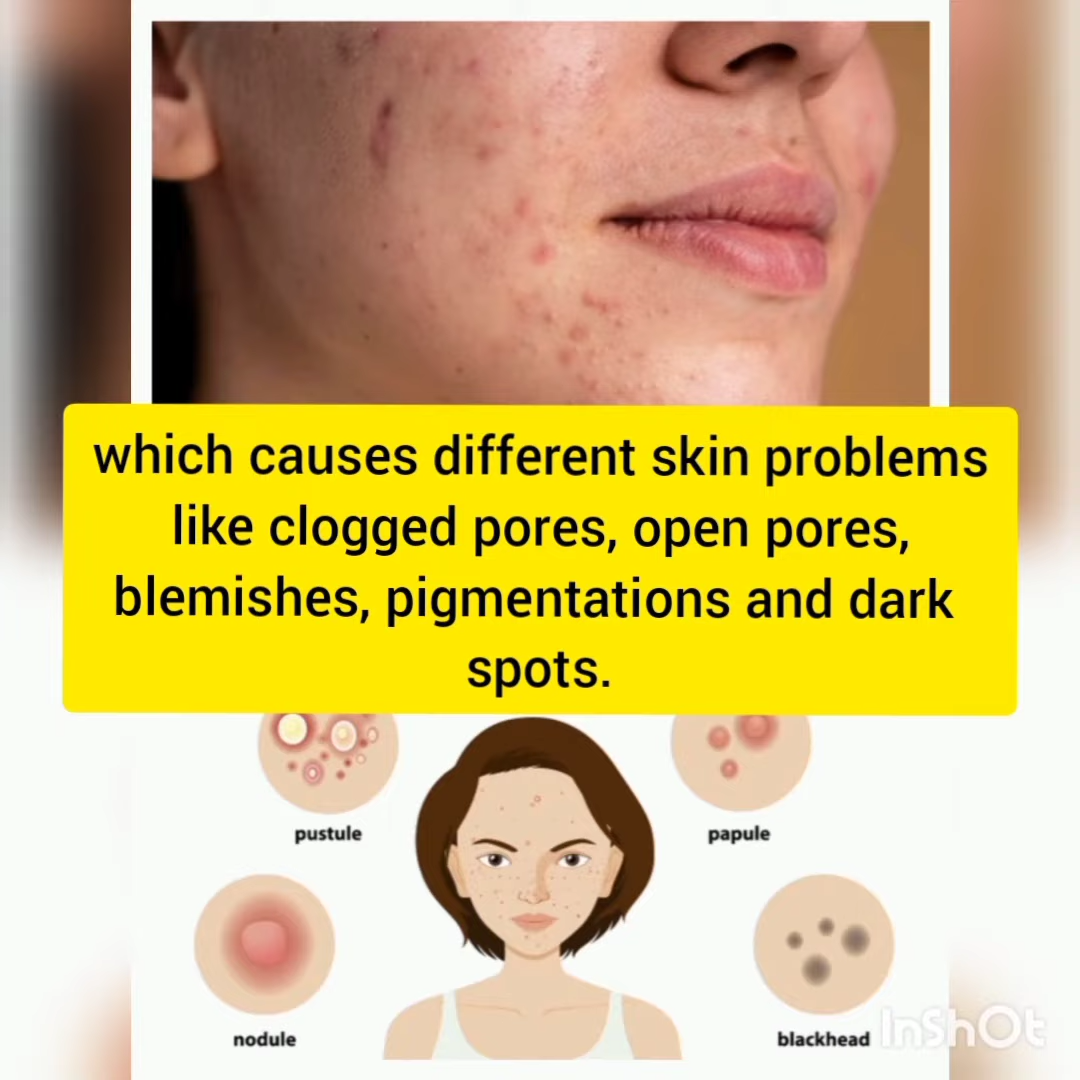 which causes different skin problems
like clogged pores, open pores,
blemishes, pigmentations and dark
spots.
pustule
papule
nodule
blackhead
InShOt